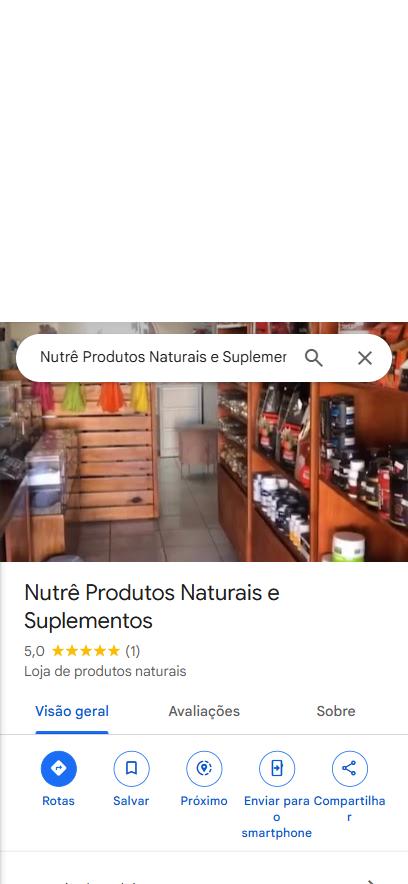 Nutrê Produtos Naturais e Suplemer
Nutrê Produtos Naturais e
Suplementos
5,0 ★★★★★ (1)
Loja de produtos naturais
Visão geral Avaliações Sobre
Rotas Salvar Próximo Enviar para o smartphone Compartilhar